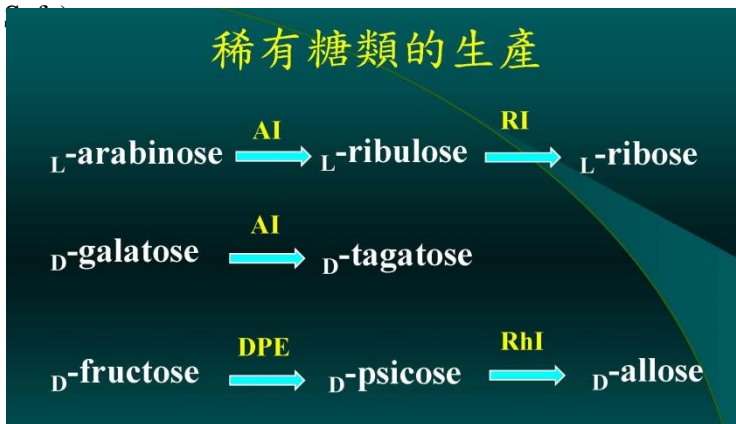 稀有糖類的生產
AI RI
L-arabinose L-ribulose L-ribose
AI
D-galatose D-tagatose
DPE RhI
D-fructose D-psicose D-allose